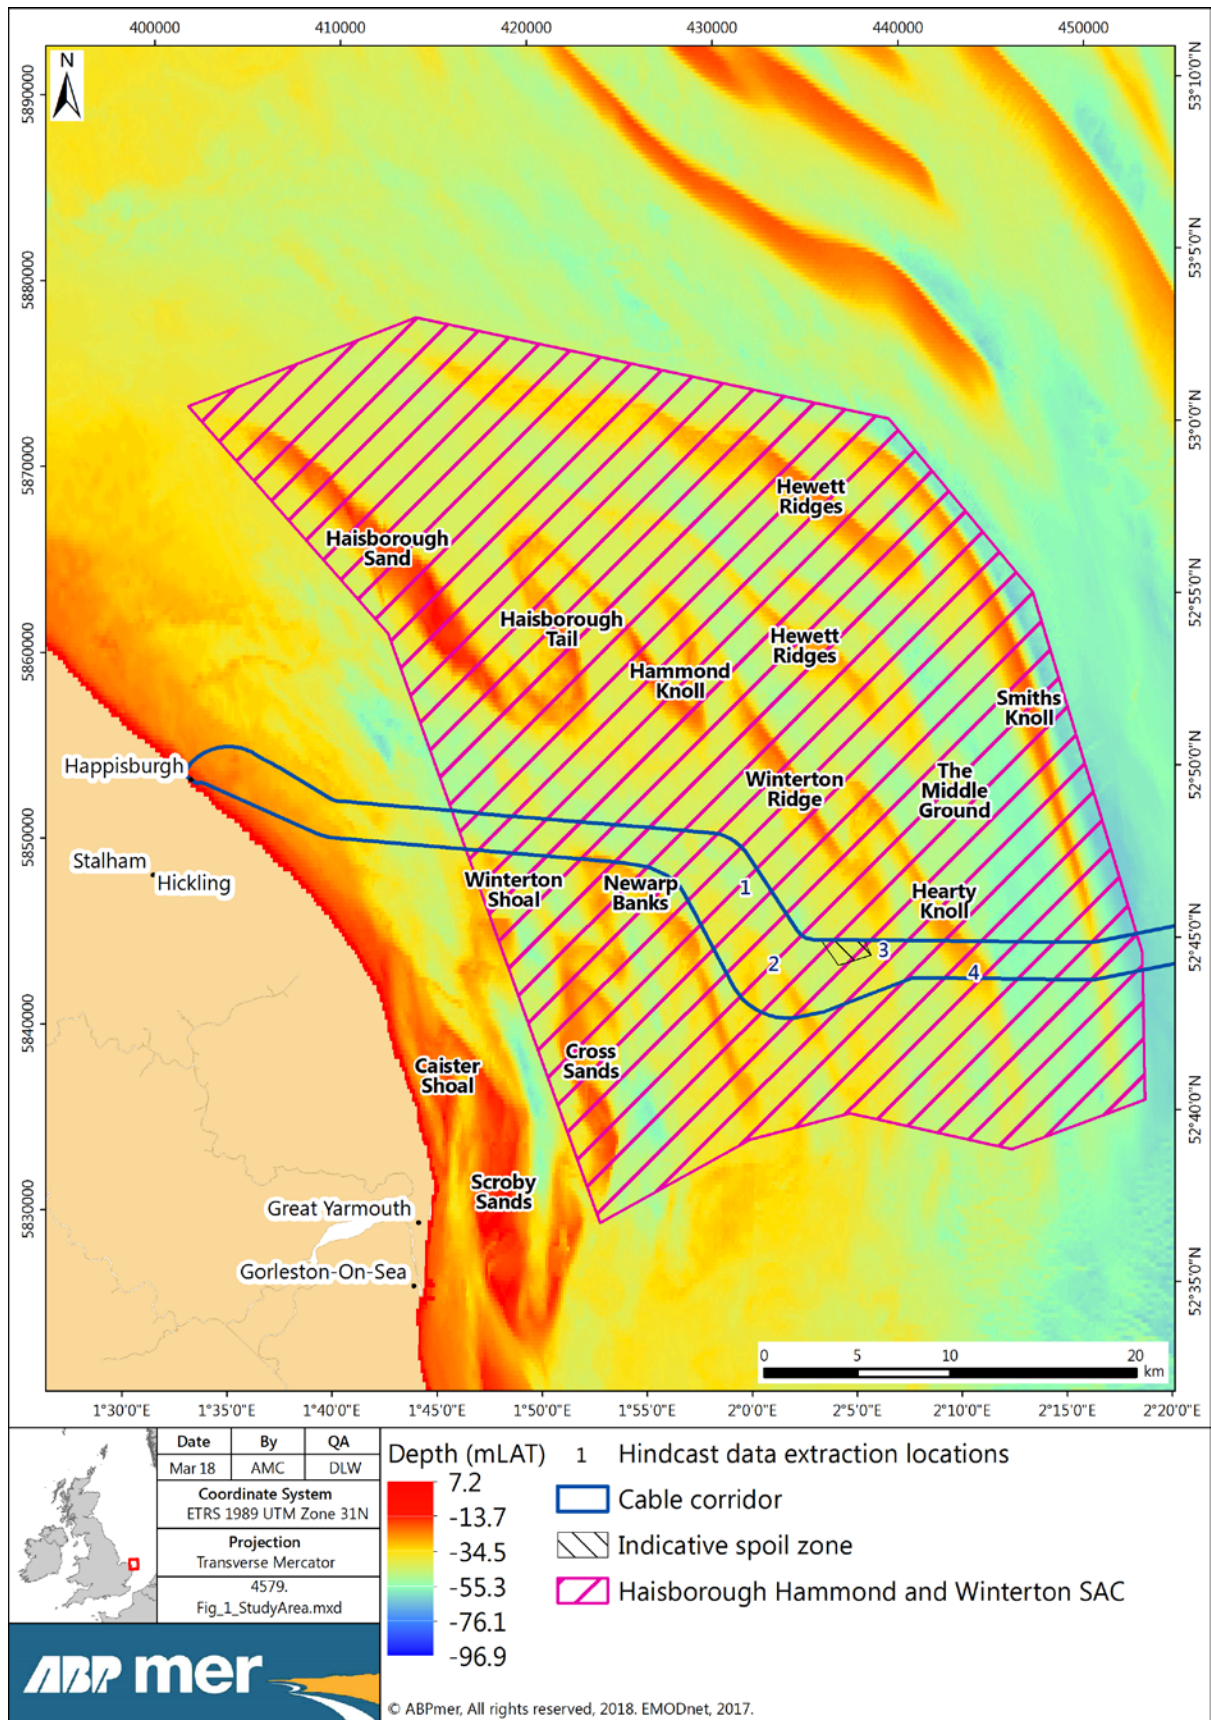 400000 410000 420000 430000 440000 450000
N
5890000
5880000
5870000
5860000
5850000
5840000
5830000
53°10'0"N
53°5'0"N
53°0'0"N
52°55'0"N
52°50'0"N
52°45'0"N
52°40'0"N
52°35'0"N
Hewett
Ridges
Haisborough
Sand
Haisborough
Tail
Hewett
Ridges
Hammond
Knoll
Smiths
Knoll
Happisburgh
Winterton
Ridge
The
Middle
Ground
Stalham
Hickling
Winterton
Shoal
Newarp
Banks
1
Hearty
Knoll
2
3
4
Cross
Sands
Caister
Shoal
Scroby
Sands
Great Yarmouth
Gorleston-On-Sea
0 5 10 20
km
1°30'0"E 1°35'0"E 1°40'0"E 1°45'0"E 1°50'0"E 1°55'0"E 2°0'0"E 2°5'0"E 2°10'0"E 2°15'0"E 2°20'0"E
Date By QA
Mar 18 AMC DLW
Coordinate System
ETRS 1989 UTM Zone 31N
Projection
Transverse Mercator
4579.
Fig_1_StudyArea.mxd
ABPmer
Depth (mLAT)
7.2
-13.7
-34.5
-55.3
-76.1
-96.9
1 Hindcast data extraction locations
Cable corridor
Indicative spoil zone
Haisborough Hammond and Winterton SAC
© ABPmer, All rights reserved, 2018. EMODnet, 2017.